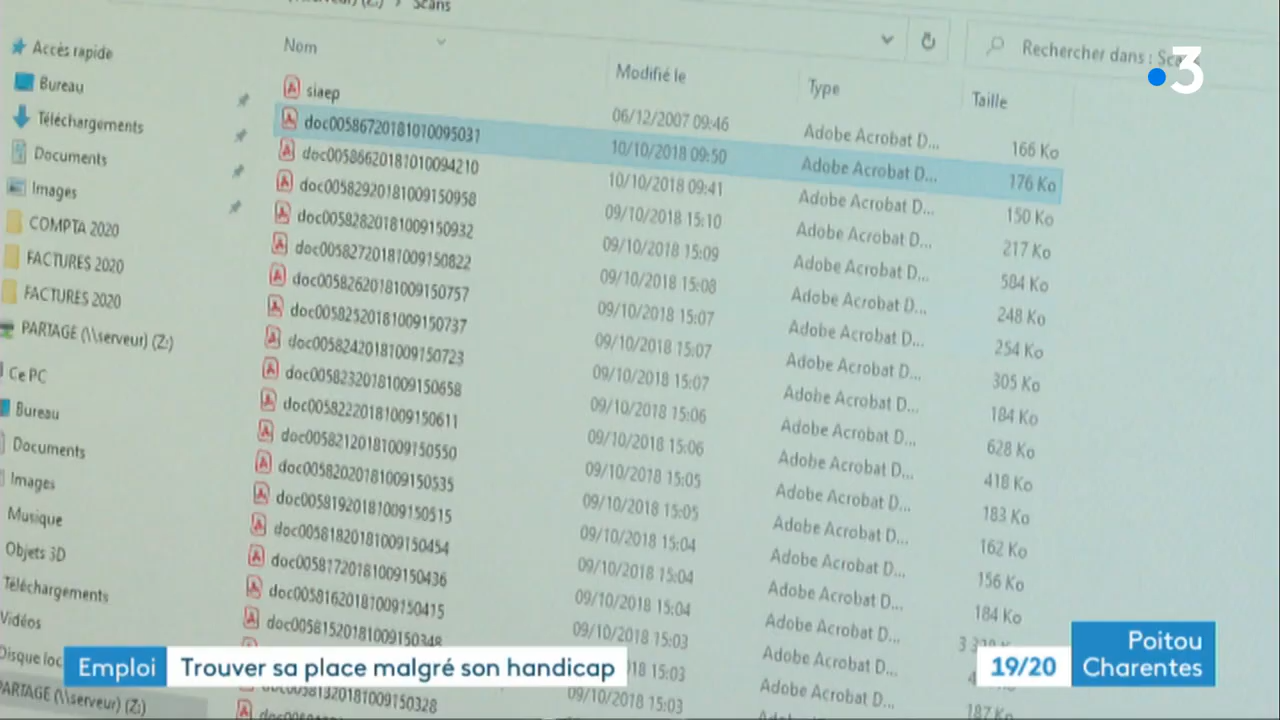 (Z:) > Scans
Rechercher dans : Sca
3
Accès rapide
Bureau
Téléchargements
Documents
Images
COMPTA 2020
FACTURES 2020
FACTURES 2020
PARTAGE (\\serveur) (Z:)
Ce PC
Bureau
Documents
Images
Musique
Objets 3D
Téléchargements
Vidéos
Disque loc
PARTAGE (\\serveur) (Z:)
Nom Modifié le Type Taille
siaep 06/12/2007 09:46 Adobe Acrobat D... 166 Ko
doc00586720181010095031 10/10/2018 09:50 Adobe Acrobat D... 176 Ko
doc00586620181010094210 10/10/2018 09:41 Adobe Acrobat D... 150 Ko
doc00582920181009150958 09/10/2018 15:10 Adobe Acrobat D... 217 Ko
doc00582820181009150932 09/10/2018 15:09 Adobe Acrobat D... 584 Ko
doc00582720181009150822 09/10/2018 15:08 Adobe Acrobat D... 248 Ko
doc00582620181009150757 09/10/2018 15:07 Adobe Acrobat D... 254 Ko
doc00582520181009150737 09/10/2018 15:07 Adobe Acrobat D... 305 Ko
doc00582420181009150723 09/10/2018 15:07 Adobe Acrobat D... 184 Ko
doc00582320181009150658 09/10/2018 15:06 Adobe Acrobat D... 628 Ko
doc00582220181009150611 09/10/2018 15:06 Adobe Acrobat D... 418 Ko
doc00582120181009150550 09/10/2018 15:05 Adobe Acrobat D... 183 Ko
doc00582020181009150535 09/10/2018 15:05 Adobe Acrobat D... 162 Ko
doc00581920181009150515 09/10/2018 15:04 Adobe Acrobat D... 156 Ko
doc00581820181009150454 09/10/2018 15:04 Adobe Acrobat D... 184 Ko
doc00581720181009150436 09/10/2018 15:04 Adobe Acrobat D...
doc00581620181009150415 09/10/2018 15:03 Adobe Acrobat D...
doc00581520181009150348 15:03 Adobe Acrobat D... 187 Ko
09/10/2018 15:03
Emploi Trouver sa place malgré son handicap
19/20 Poitou
Charentes